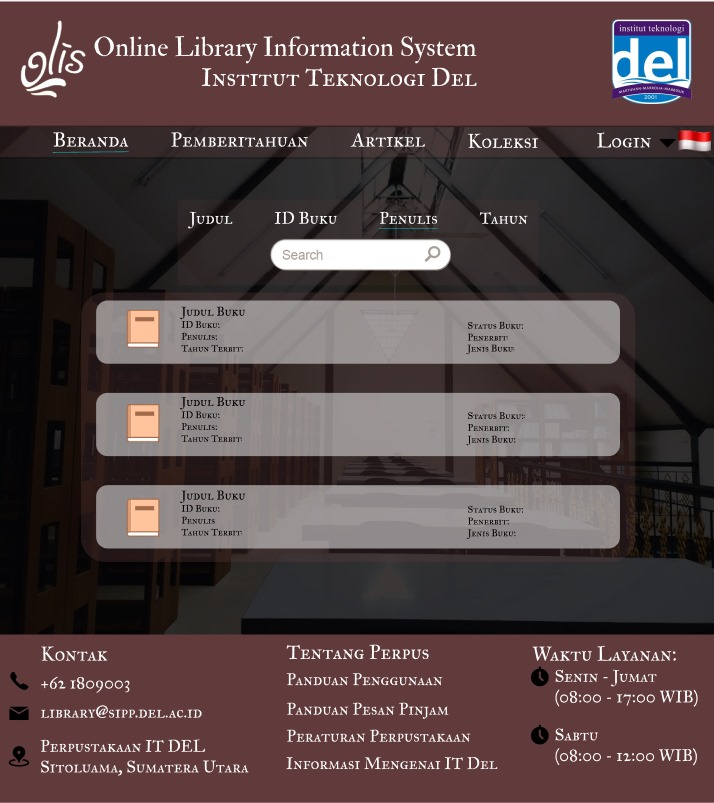 olis
Online Library Information System
Institut Teknologi Del
institut teknologi
del
MARTUHAN-MARROHA-MARBISUK
2001
Beranda Pemberitahuan Artikel Koleksi Login
Judul ID Buku Penulis Tahun
Search
Judul Buku
ID Buku:
Penulis:
Tahun Terbit:
Status Buku:
Penerbit:
Jenis Buku:
Judul Buku
ID Buku:
Penulis:
Tahun Terbit:
Status Buku:
Penerbit:
Jenis Buku:
Judul Buku
ID Buku:
Penulis
Tahun Terbit:
Status Buku:
Penerbit:
Jenis Buku:
Kontak
+62 1809003
library@sipp.del.ac.id
Perpustakaan IT DEL
Sitoluama, Sumatera Utara
Tentang Perpus
Panduan Penggunaan
Panduan Pesan Pinjam
Peraturan Perpustakaan
Informasi Mengenai IT Del
Waktu Layanan:
Senin - Jumat
(08:00 - 17:00 WIB)
Sabtu
(08:00 - 12:00 WIB)